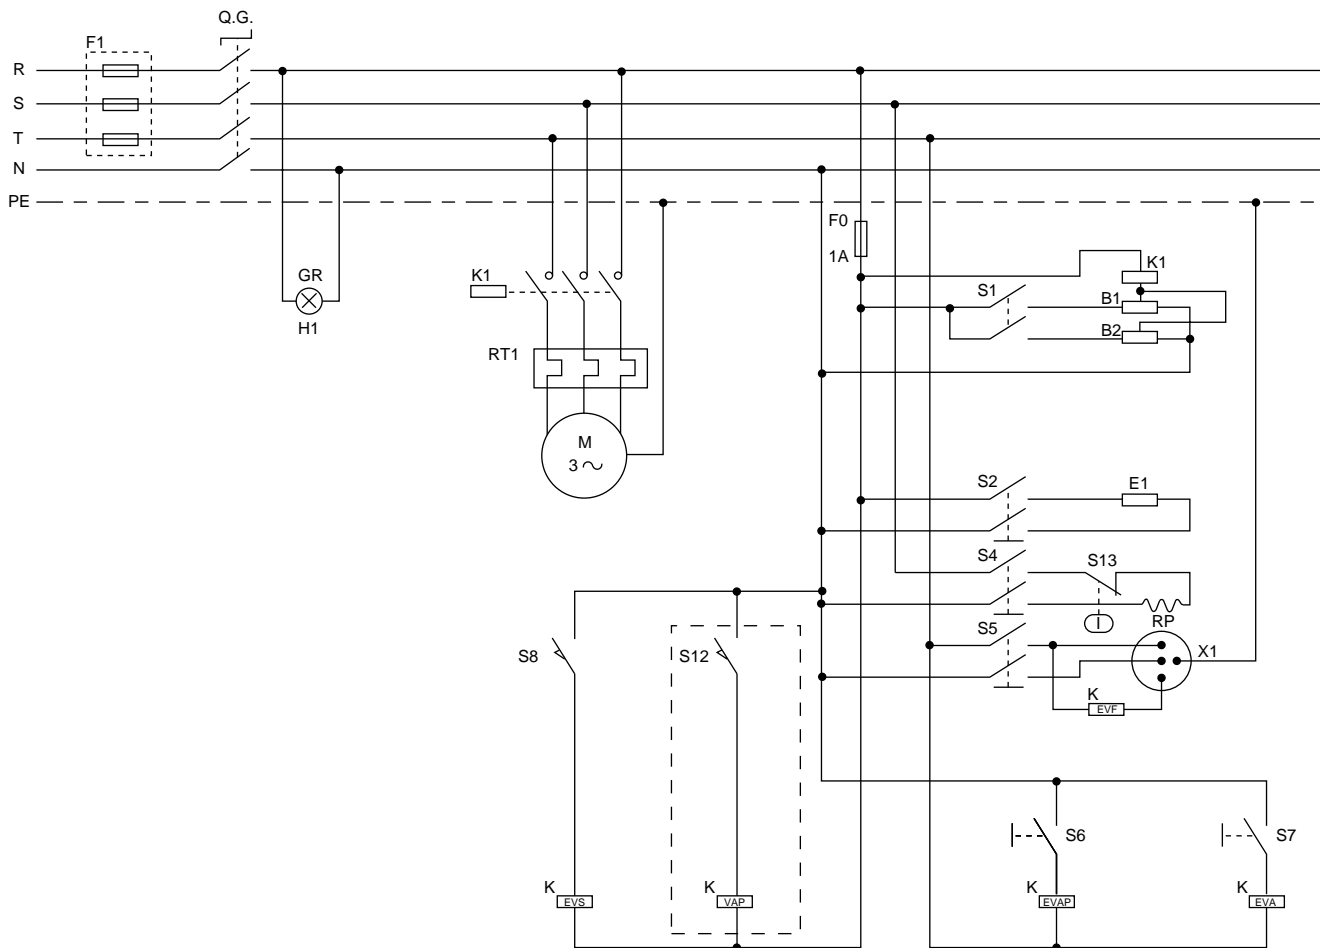 Q.G.
F1
R
S
T
N
PE
F0
1A
GR
H1
K1
K1
S1
B1
B2
RT1
M
3
S2
E1
S4
S13
RP
S5
X1
S8
S12
K
EVF
S6
S7
K
EVS
K
VAP
K
EVAP
K
EVA